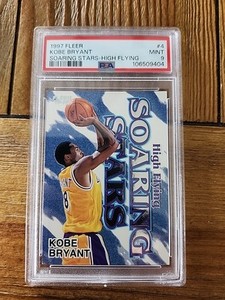 1997 FLEER #4
KOBE BRYANT MINT
SOARING STARS-HIGH FLYING 9
PSA 106509404
High Flying
SOARING
STARS
8
KOBE
BRYANT